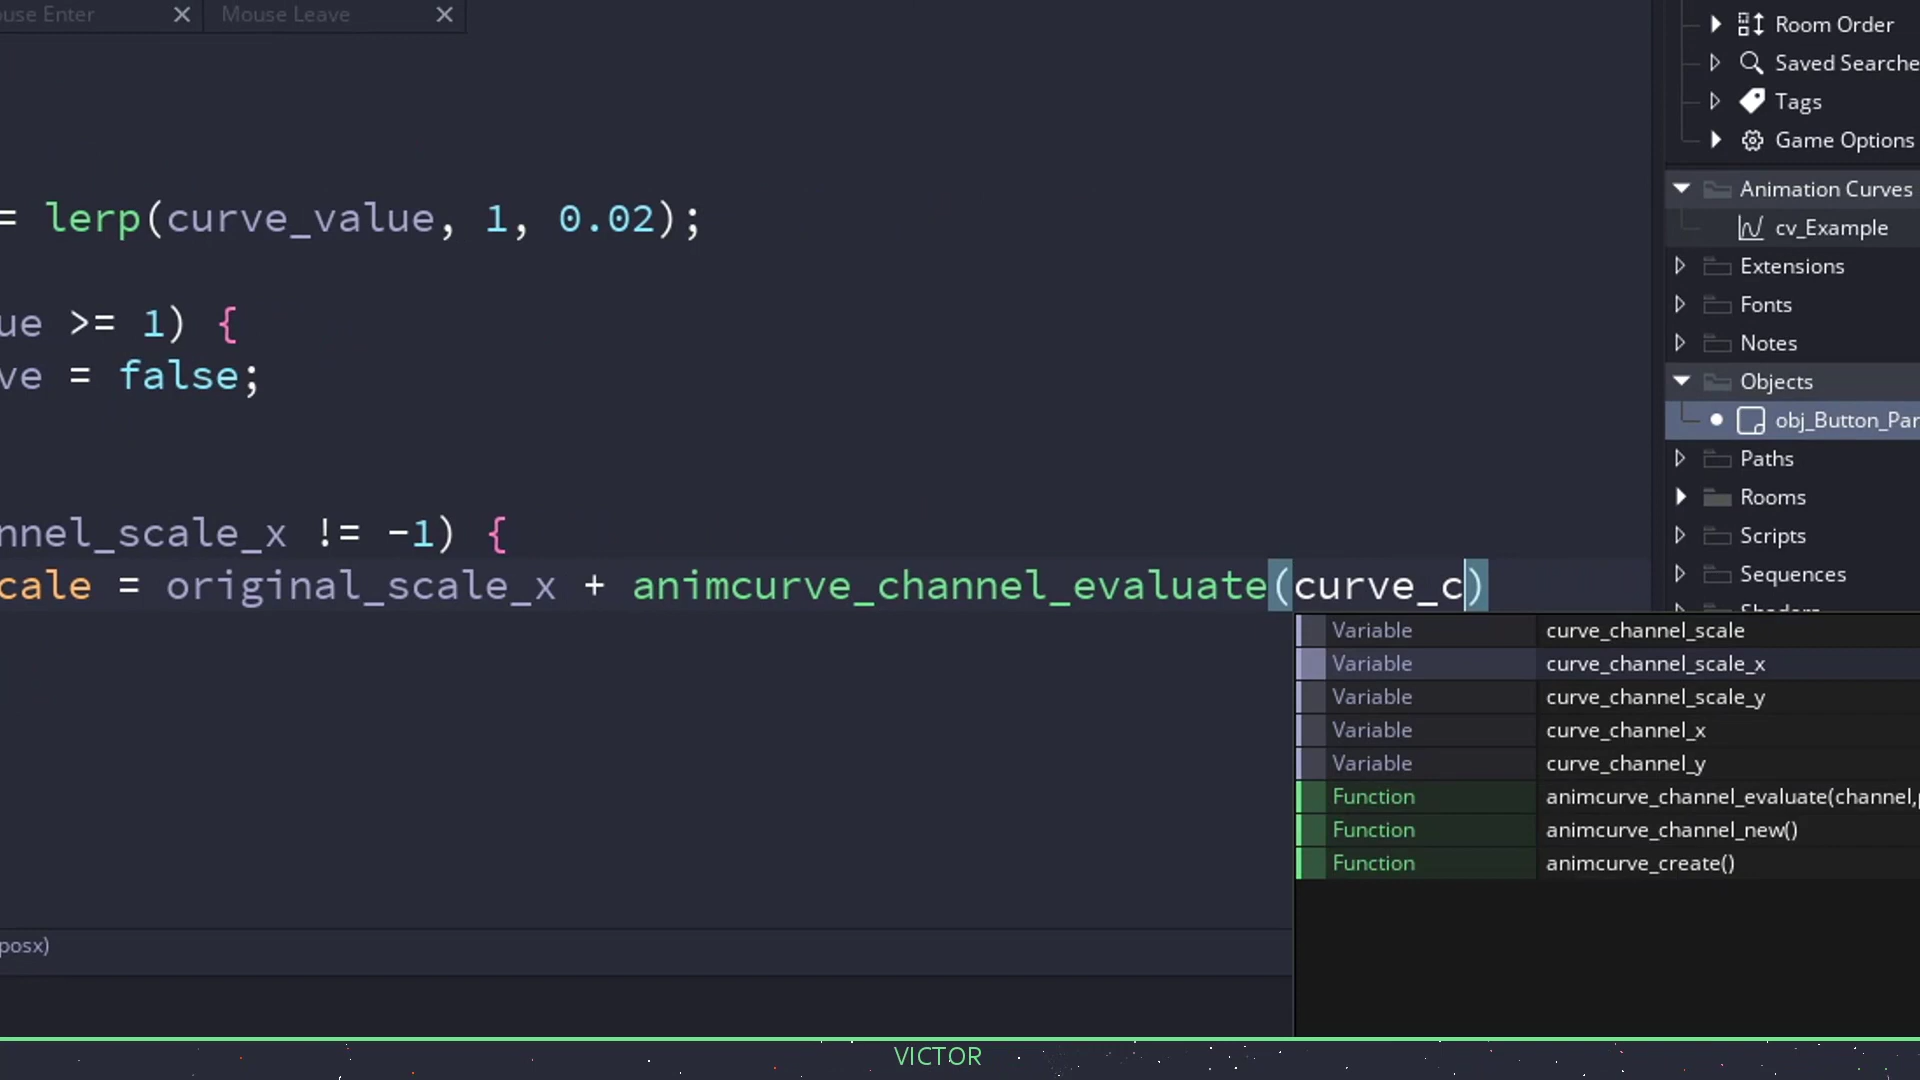 Mouse Leave
Room Order
Saved Searche
Tags
Game Options
= lerp(curve_value, 1, 0.02);
ue >= 1) {
ve = false;
nnel_scale_x != -1) {
cale = original_scale_x + animcurve_channel_evaluate(curve_c)
posx)
Animation Curves
cv_Example
Extensions
Fonts
Notes
Objects
obj_Button_Par
Paths
Rooms
Scripts
Sequences
Variable curve_channel_scale
Variable curve_channel_scale_x
Variable curve_channel_scale_y
Variable curve_channel_x
Variable curve_channel_y
Function animcurve_channel_evaluate(channel,
Function animcurve_channel_new()
Function animcurve_create()
VICTOR